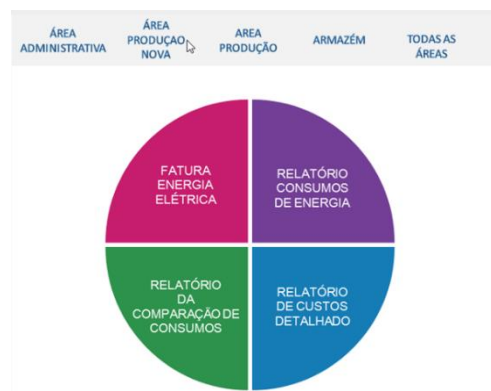 ÁREA
ADMINISTRATIVA
ÁREA
PRODUÇAO
NOVA
AREA
PRODUÇÃO
ARMAZÉM
TODAS AS
ÁREAS
FATURA
ENERGIA
ELÉTRICA
RELATÓRIO
CONSUMOS
DE ENERGIA
RELATÓRIO
DA
COMPARAÇÃO DE
CONSUMOS
RELATÓRIO
DE CUSTOS
DETALHADO